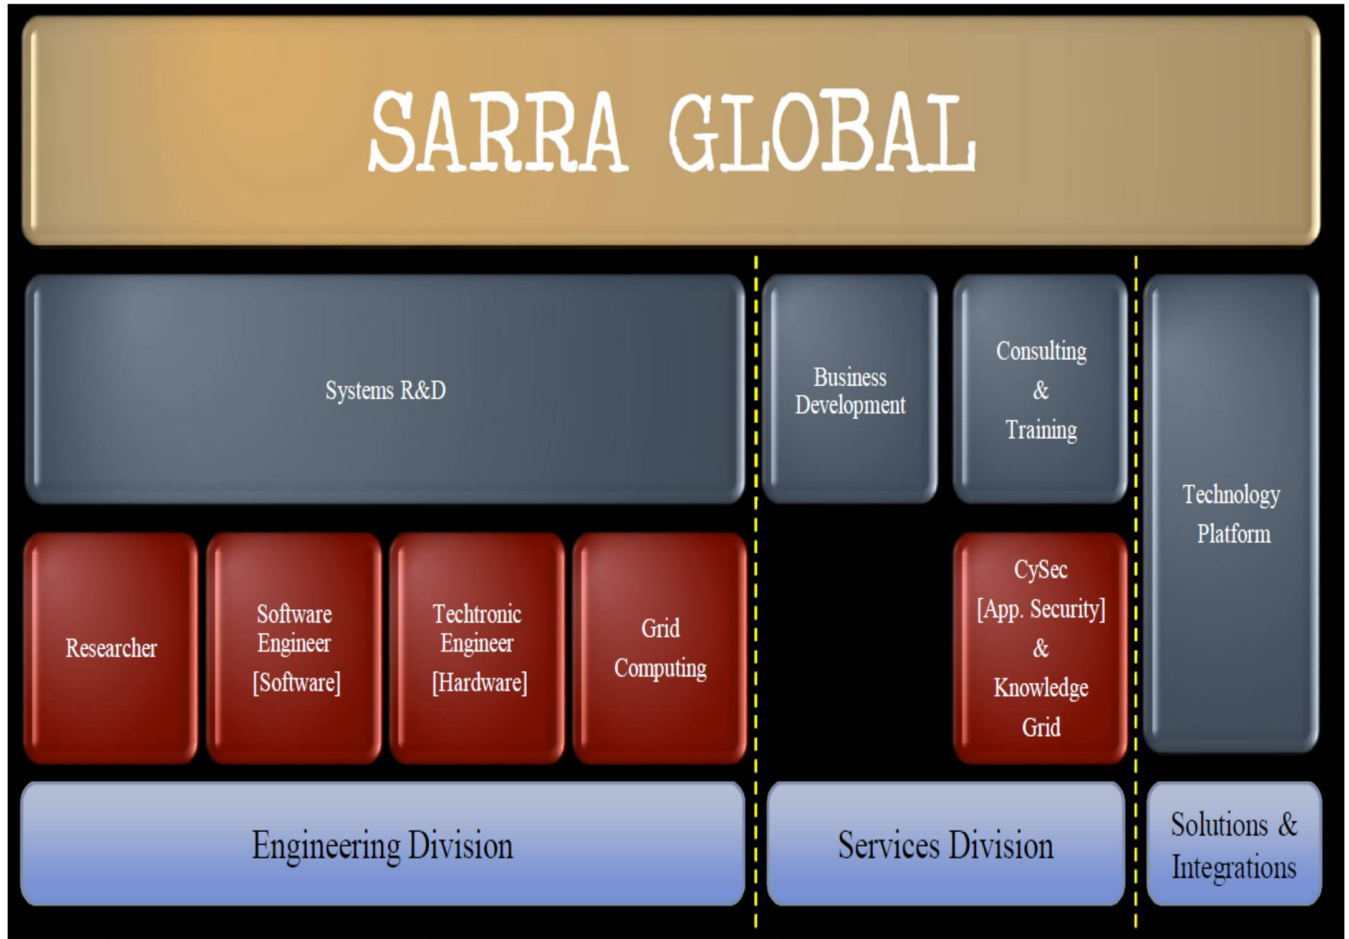 SARRA GLOBAL
Systems R&D
Business
Development
Consulting
&
Training
Technology
Platform
Researcher
Software
Engineer
[Software]
Techtronic
Engineer
[Hardware]
Grid
Computing
CySec
[App. Security]
&
Knowledge
Grid
Engineering Division
Services Division
Solutions &
Integrations